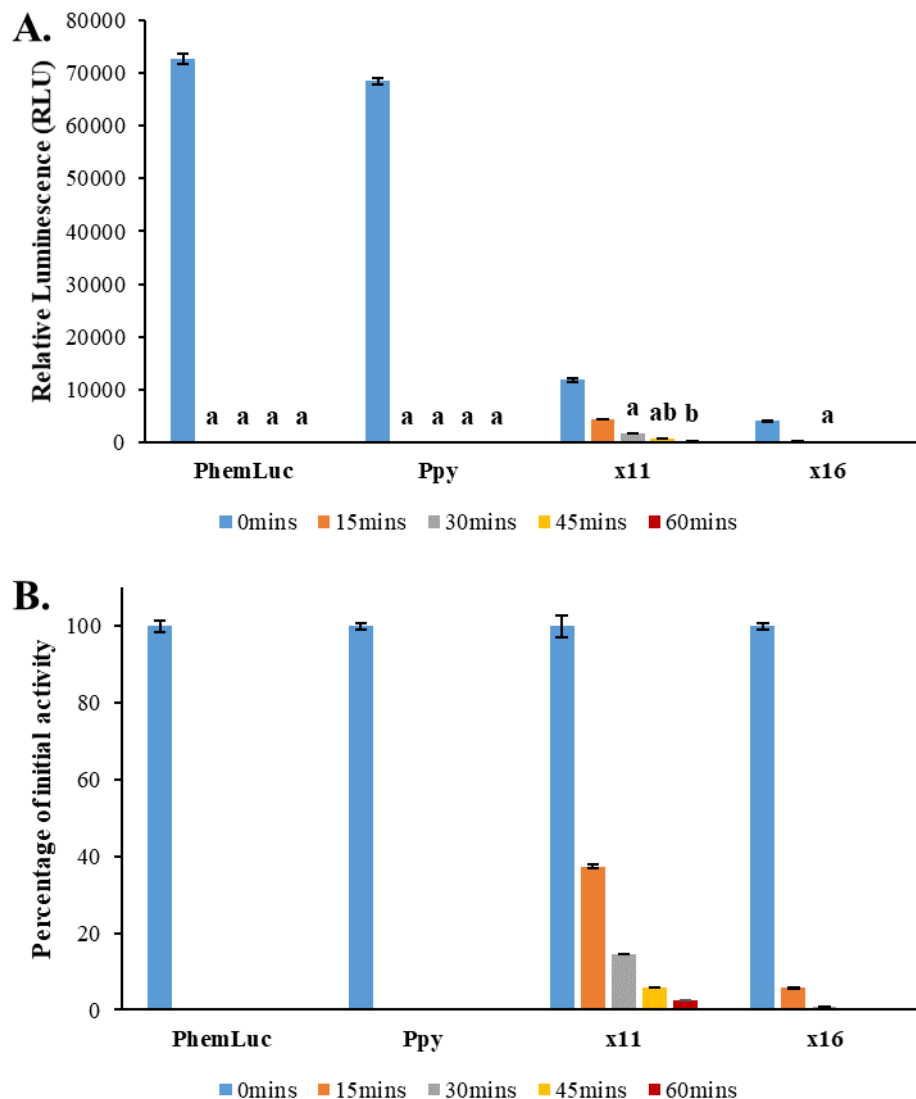 A.
Relative Luminescence (RLU)
80000
70000
60000
50000
40000
30000
20000
10000
0
a a a a
a a a a
a ab b
a
PhemLuc Ppy x11 x16
0mins 15mins 30mins 45mins 60mins
B.
Percentage of initial activity
100
80
60
40
20
0
PhemLuc Ppy x11 x16
0mins 15mins 30mins 45mins 60mins